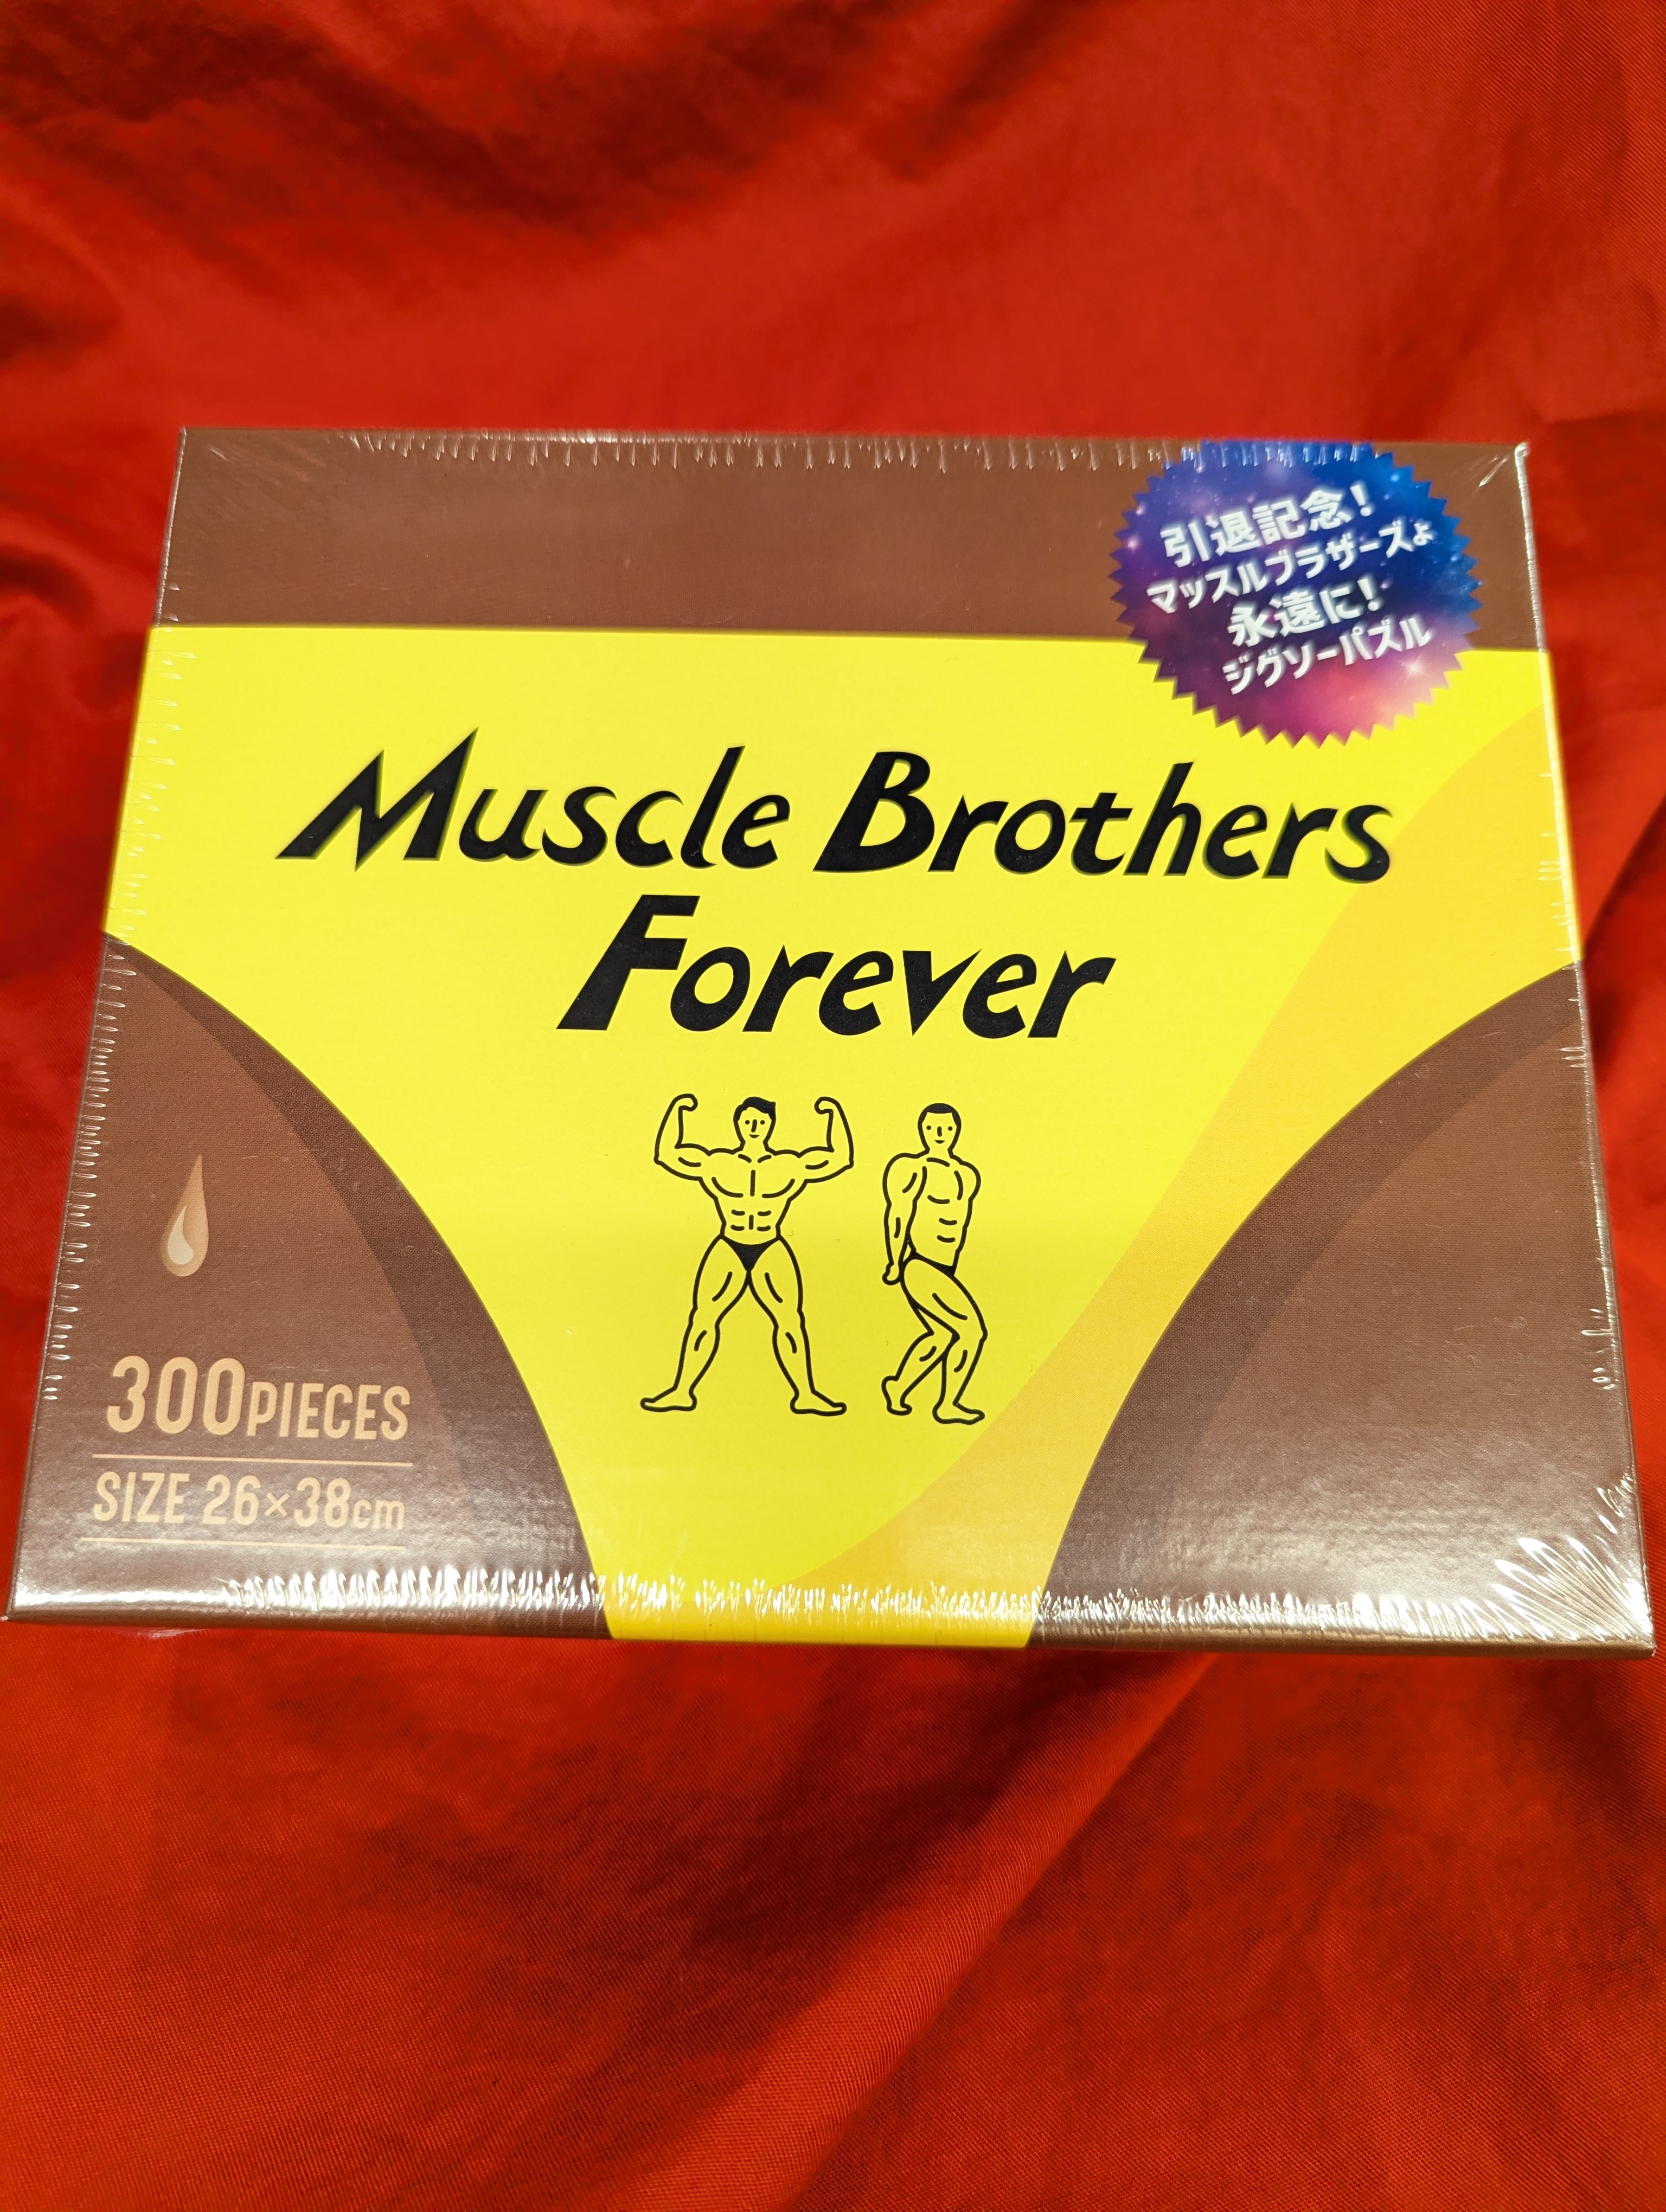 引退記念！
マッスルブラザーズよ
永遠に！
ジグソーパズル
Muscle Brothers
Forever
300PIECES
SIZE 26×38cm